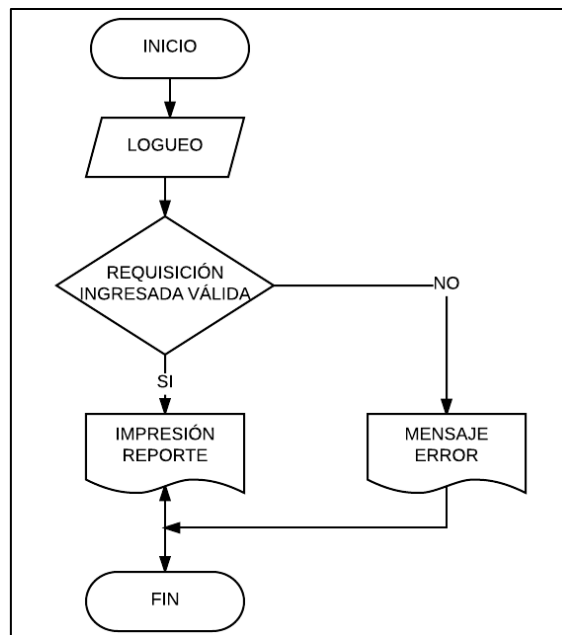 INICIO
LOGUEO
REQUISICIÓN
INGRESADA VÁLIDA
NO
SI
IMPRESIÓN
REPORTE
MENSAJE
ERROR
FIN